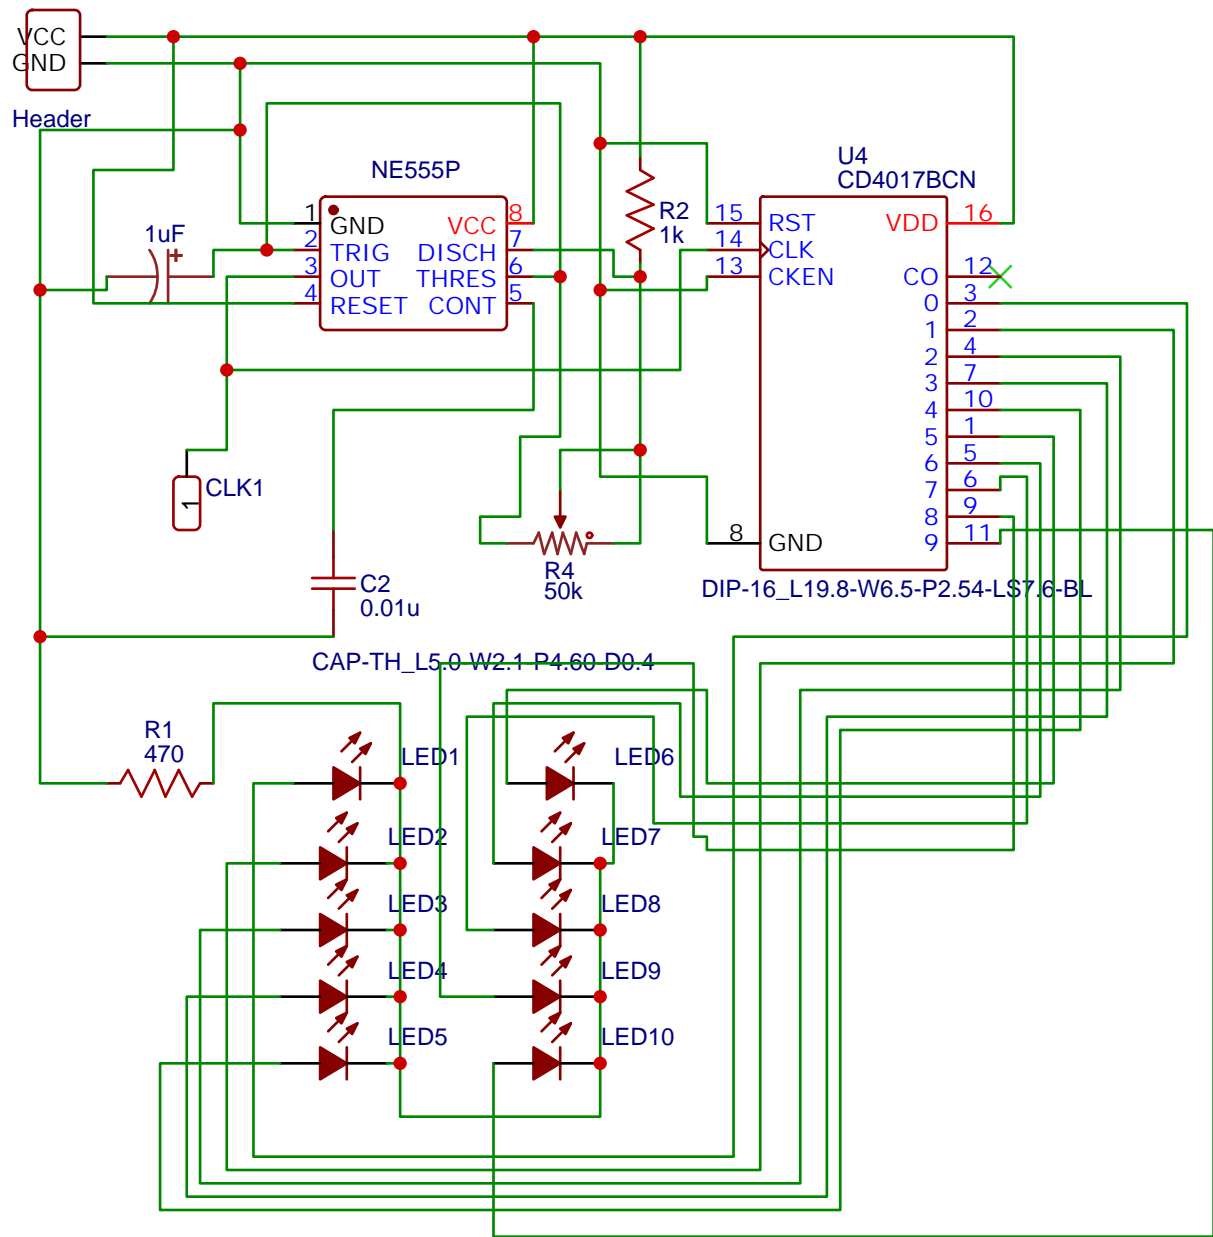 VCC
GND
Header
NE555P
1
GND
2
TRIG
3
OUT
4
RESET
VCC
8
DISCH
7
THRES
6
CONT
5
1uF
+
R2
1k
U4
CD4017BCN
15
RST
14
CLK
13
CKEN
8
GND
VDD
16
CO
12
0
3
1
2
2
4
3
7
4
10
5
1
6
5
7
6
8
9
9
11
DIP-16_L19.8-W6.5-P2.54-LS7.6-BL
CLK1
1
R4
50k
C2
0.01u
CAP-TH_L5.0-W2.1-P4.60-D0.4
R1
470
LED1
LED2
LED3
LED4
LED5
LED6
LED7
LED8
LED9
LED10